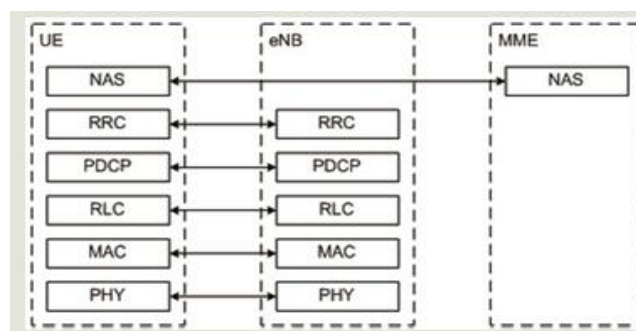 UE eNB MME
NAS NAS
RRC RRC
PDCP PDCP
RLC RLC
MAC MAC
PHY PHY